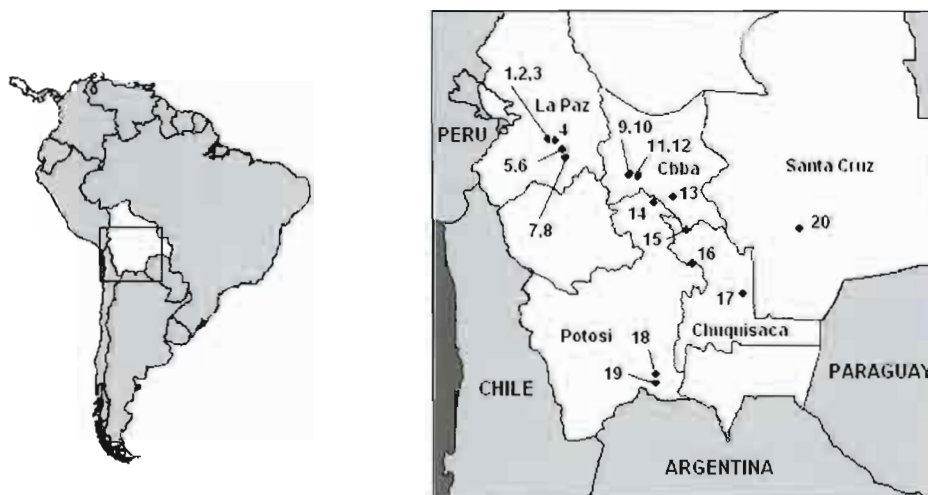 1,2,3
La Paz
4
PERU
5,6
9,10
11,12
Cbba
Santa Cruz
13
14
7,8
15
20
16
17
Potosi
18
Chuquisaca
19
CHILE
PARAGUAY
ARGENTINA